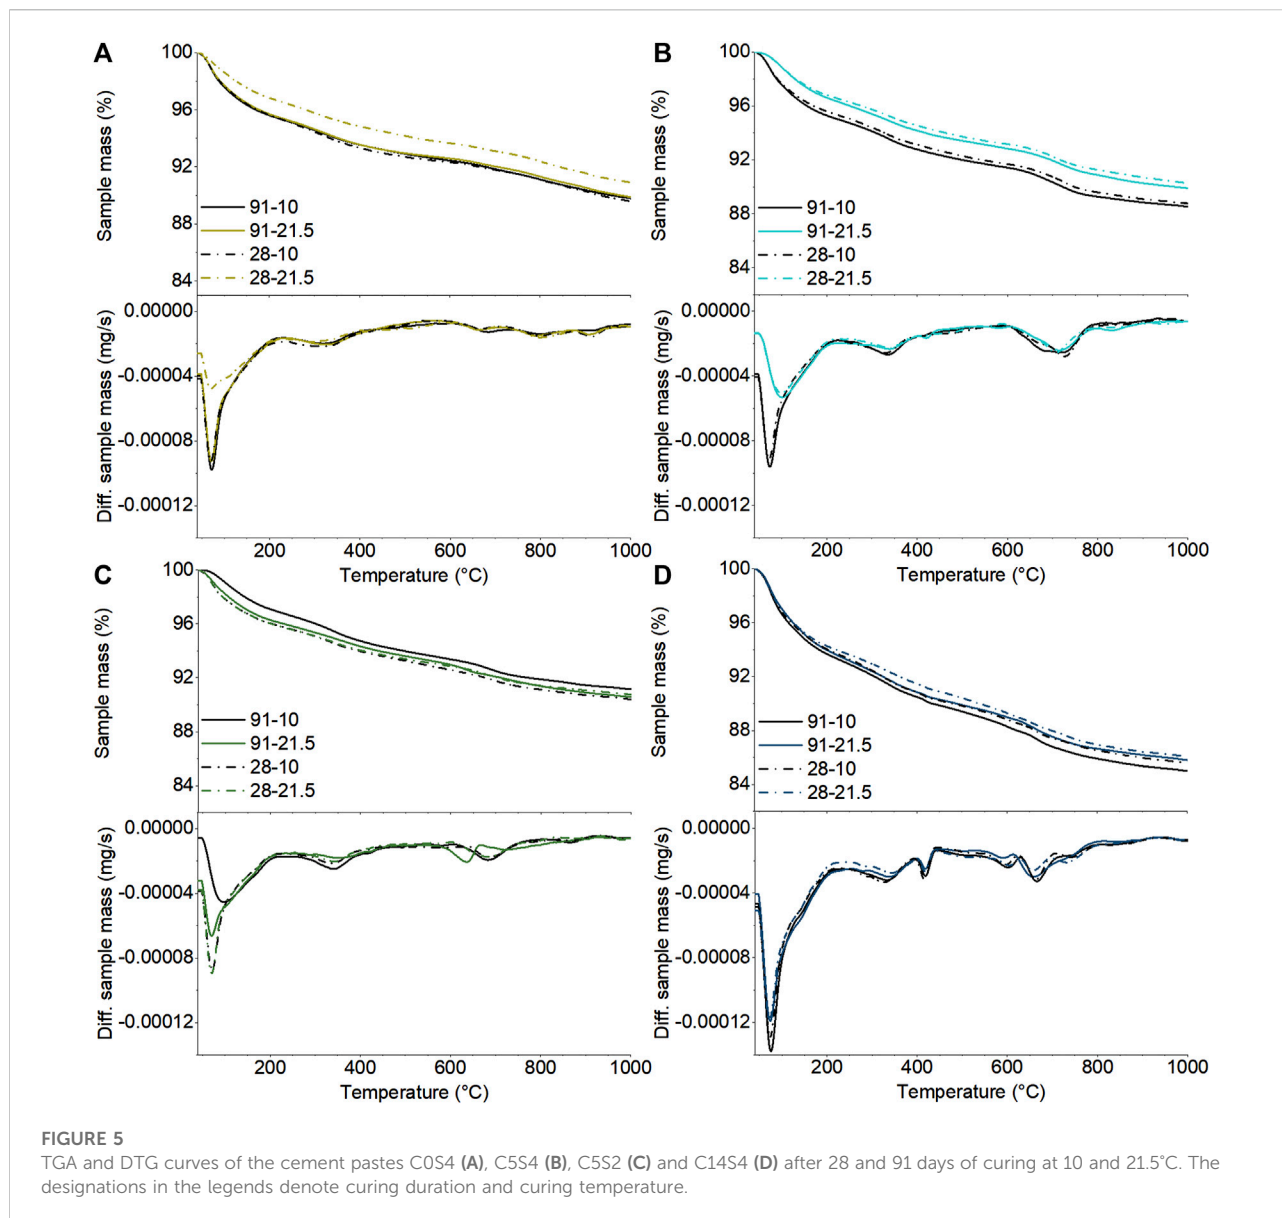 A
100
96
92
88
84
Sample mass (%)
91-10
91-21.5
28-10
28-21.5
0.00000
-0.00004
-0.00008
-0.00012
Diff. sample mass (mg/s)
200 400 600 800 1000
Temperature (°C)
B
100
96
92
88
84
Sample mass (%)
91-10
91-21.5
28-10
28-21.5
0.00000
-0.00004
-0.00008
-0.00012
Diff. sample mass (mg/s)
200 400 600 800 1000
Temperature (°C)
C
100
96
92
88
84
Sample mass (%)
91-10
91-21.5
28-10
28-21.5
0.00000
-0.00004
-0.00008
-0.00012
Diff. sample mass (mg/s)
200 400 600 800 1000
Temperature (°C)
D
100
96
92
88
84
Sample mass (%)
91-10
91-21.5
28-10
28-21.5
0.00000
-0.00004
-0.00008
-0.00012
Diff. sample mass (mg/s)
200 400 600 800 1000
Temperature (°C)
FIGURE 5
TGA and DTG curves of the cement pastes C0S4 (A), C5S4 (B), C5S2 (C) and C14S4 (D) after 28 and 91 days of curing at 10 and 21.5°C. The
designations in the legends denote curing duration and curing temperature.